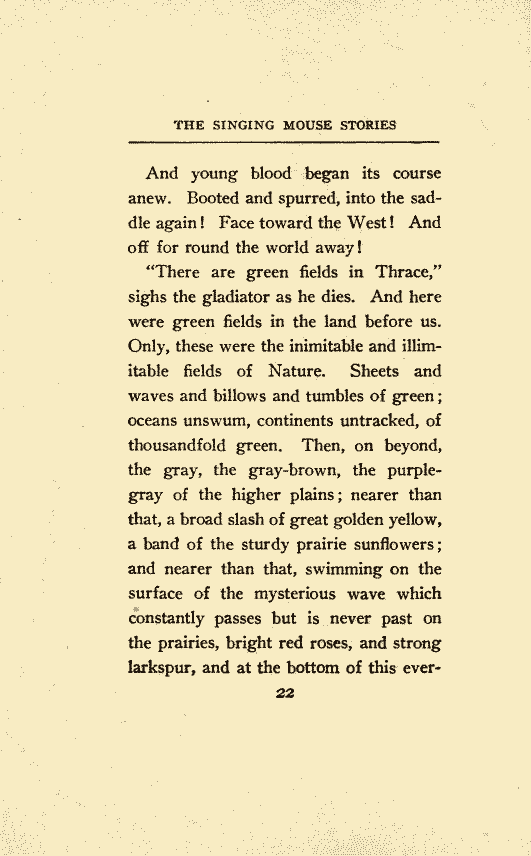 THE SINGING MOUSE STORIES
And young blood began its course
anew. Booted and spurred, into the sad-
dle again! Face toward the West! And
off for round the world away!
"There are green fields in Thrace,"
sighs the gladiator as he dies. And here
were green fields in the land before us.
Only, these were the inimitable and illim-
itable fields of Nature. Sheets and
waves and billows and tumbles of green;
oceans unswum, continents untracked, of
thousandfold green. Then, on beyond,
the gray, the gray-brown, the purple-
gray of the higher plains; nearer than
that, a broad slash of great golden yellow,
a band of the sturdy prairie sunflowers;
and nearer than that, swimming on the
surface of the mysterious wave which
constantly passes but is never past on
the prairies, bright red roses, and strong
larkspur, and at the bottom of this ever-
22